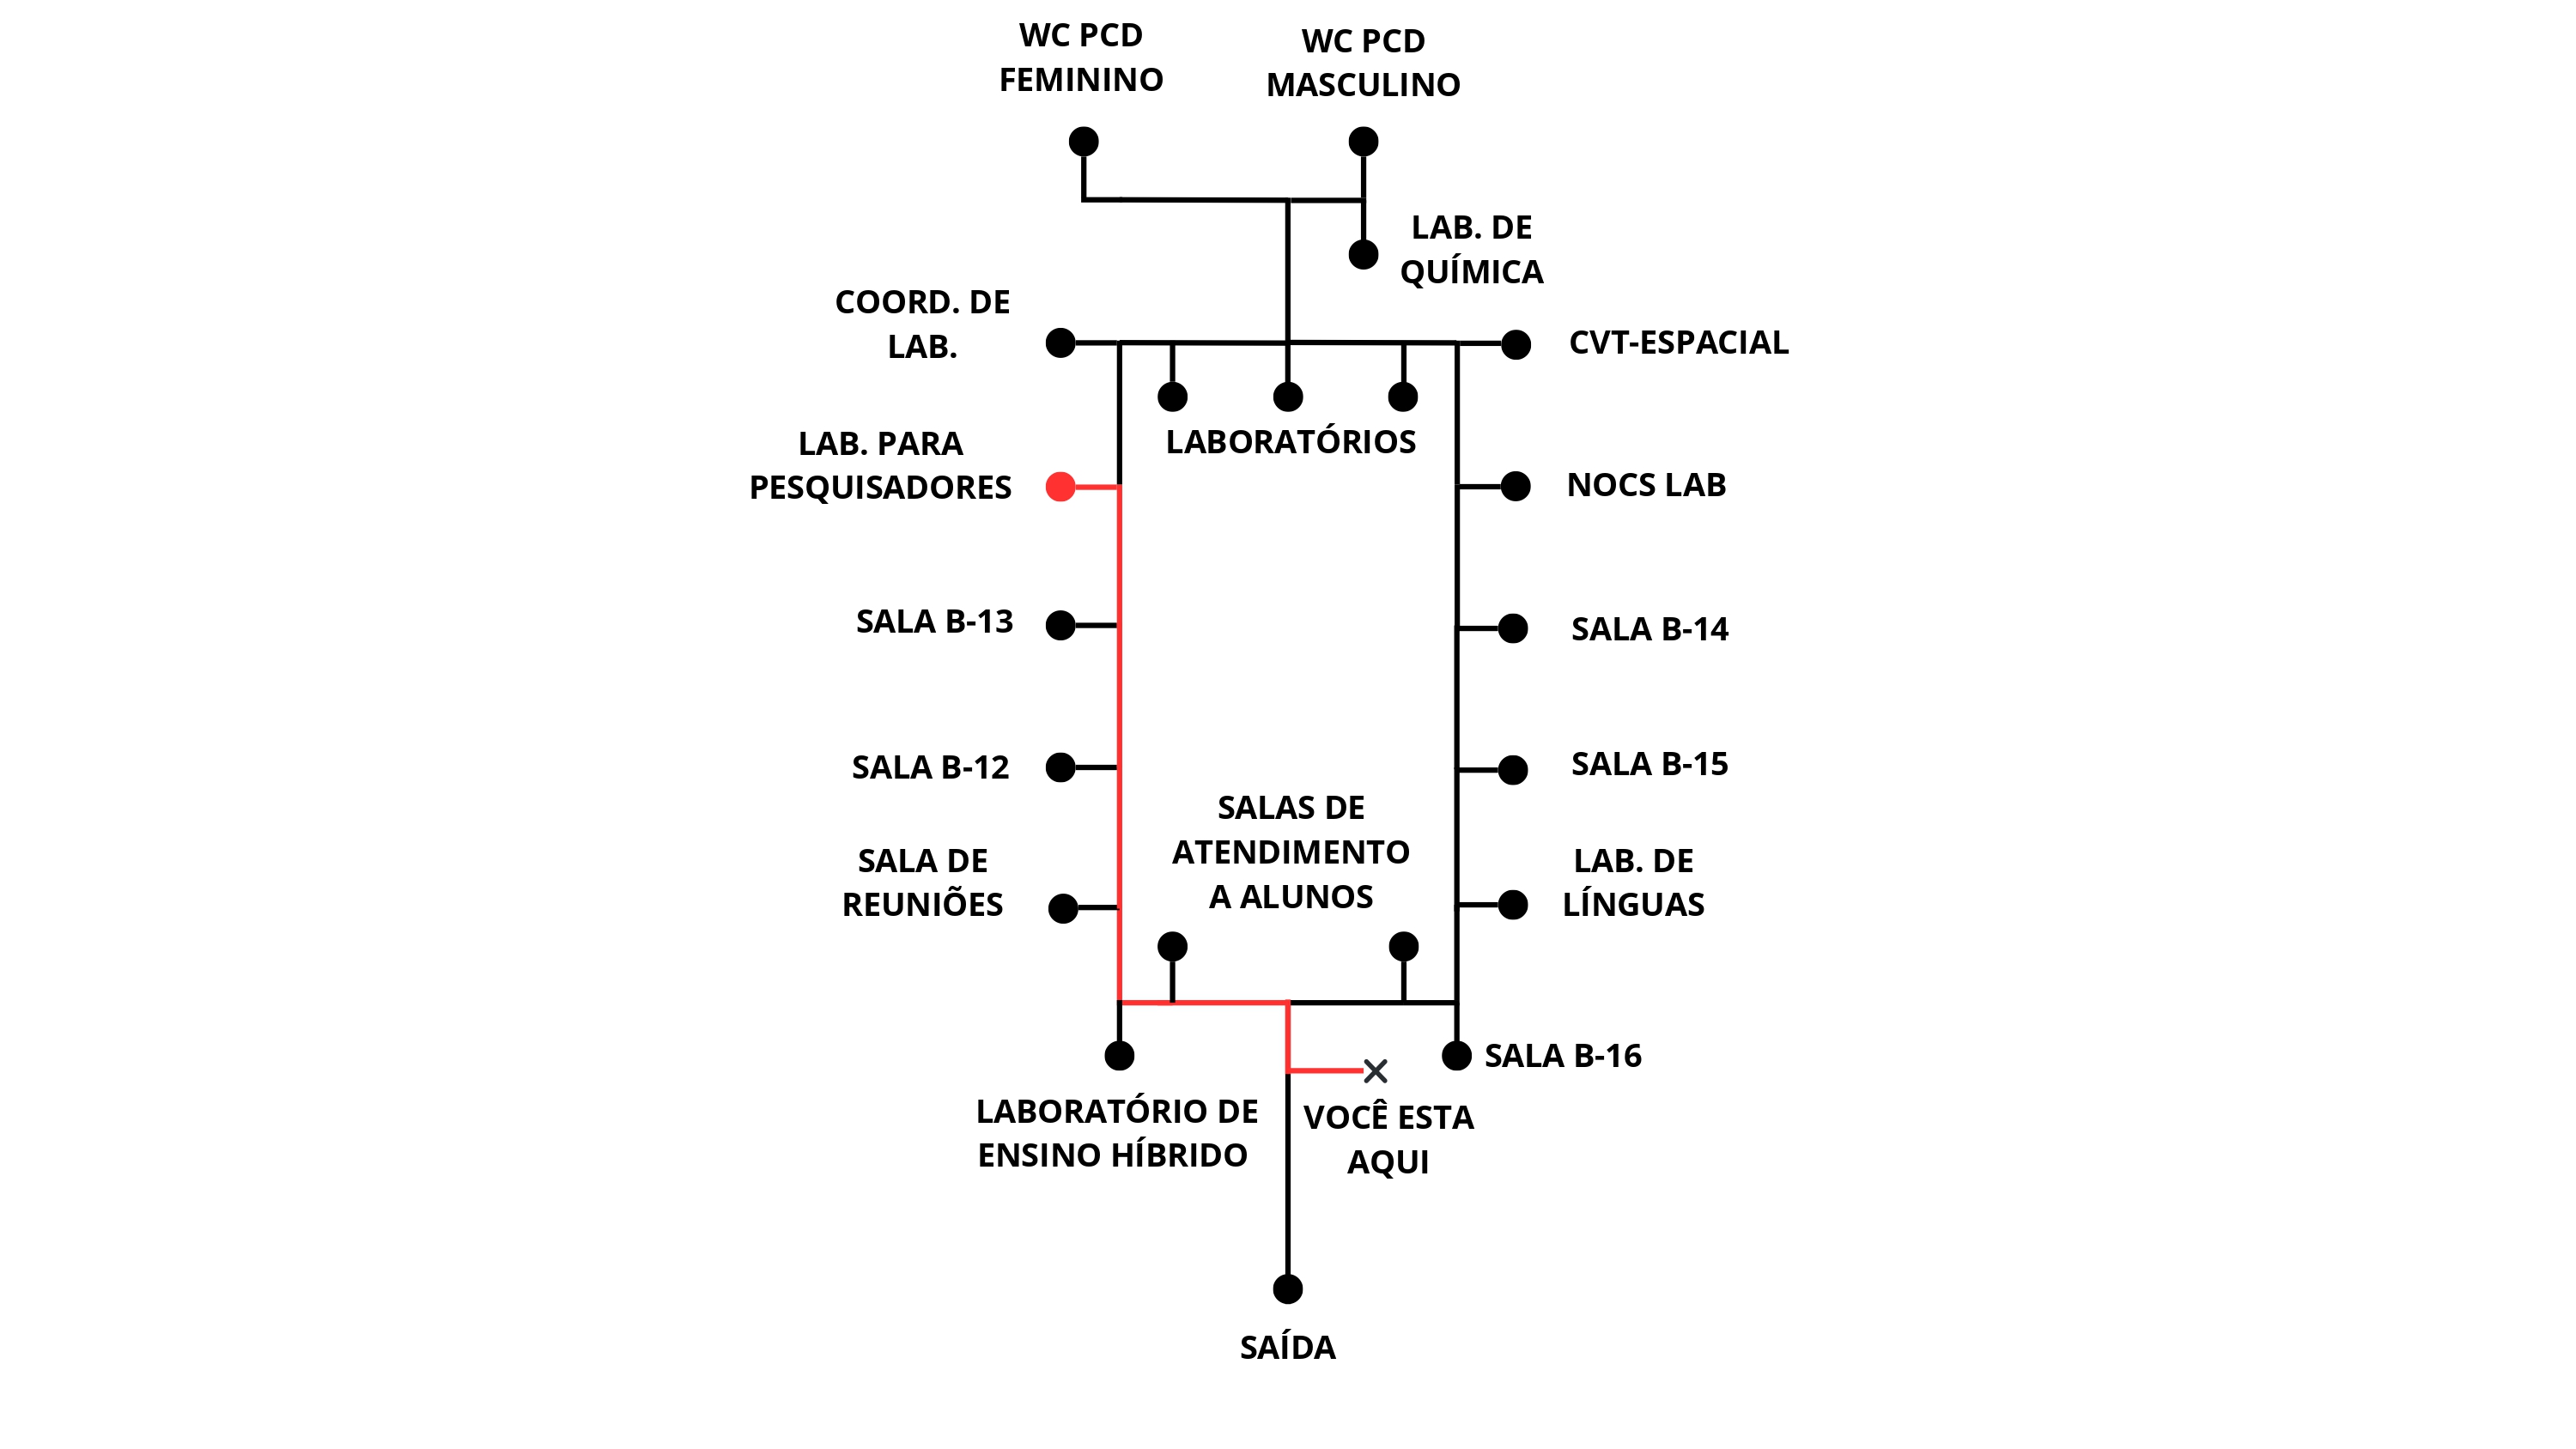 WC PCD
FEMININO
WC PCD
MASCULINO
LAB. DE
QUÍMICA
COORD. DE
LAB.
CVT-ESPACIAL
LAB. PARA
PESQUISADORES
LABORATÓRIOS
NOCS LAB
SALA B-13
SALA B-14
SALA B-12
SALA B-15
SALAS DE
ATENDIMENTO
A ALUNOS
SALA DE
REUNIÕES
LAB. DE
LÍNGUAS
SALA B-16
LABORATÓRIO DE
ENSINO HÍBRIDO
VOCÊ ESTA
AQUI
SAÍDA